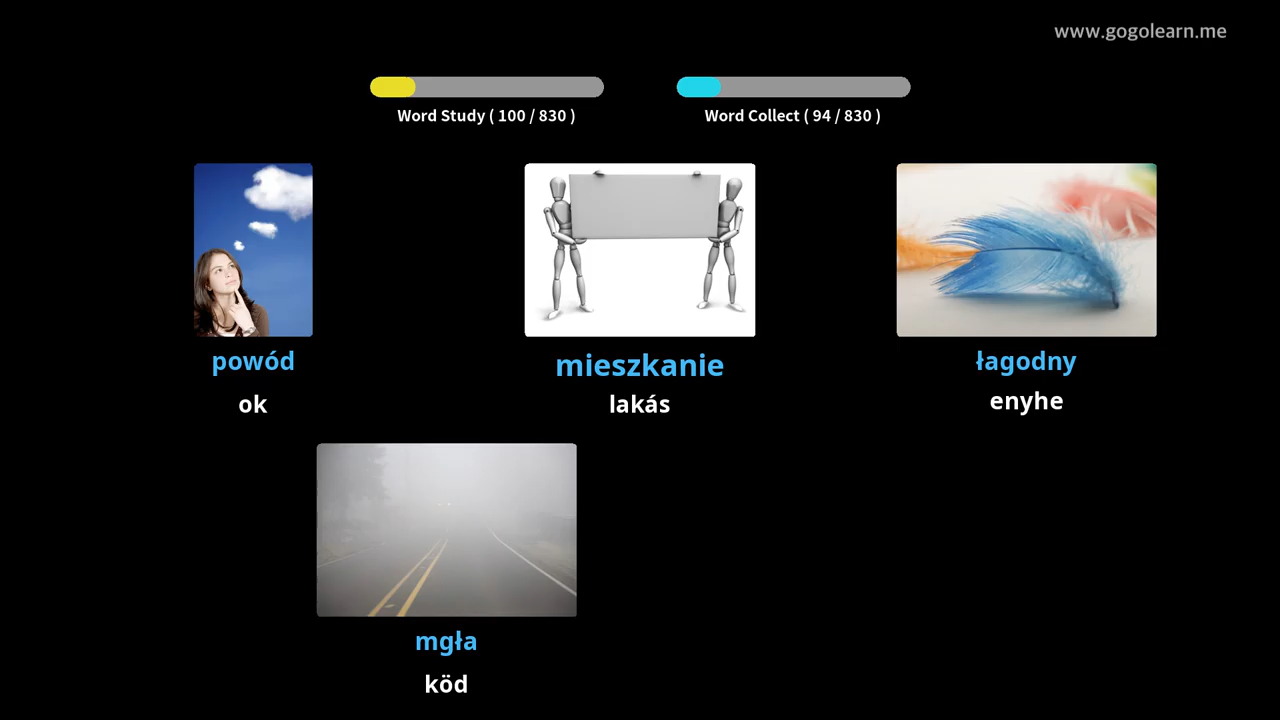 www.gogolearn.me
Word Study ( 100 / 830 )
Word Collect ( 94 / 830 )
powód
ok
mieszkanie
lakás
łagodny
enyhe
mgła
köd